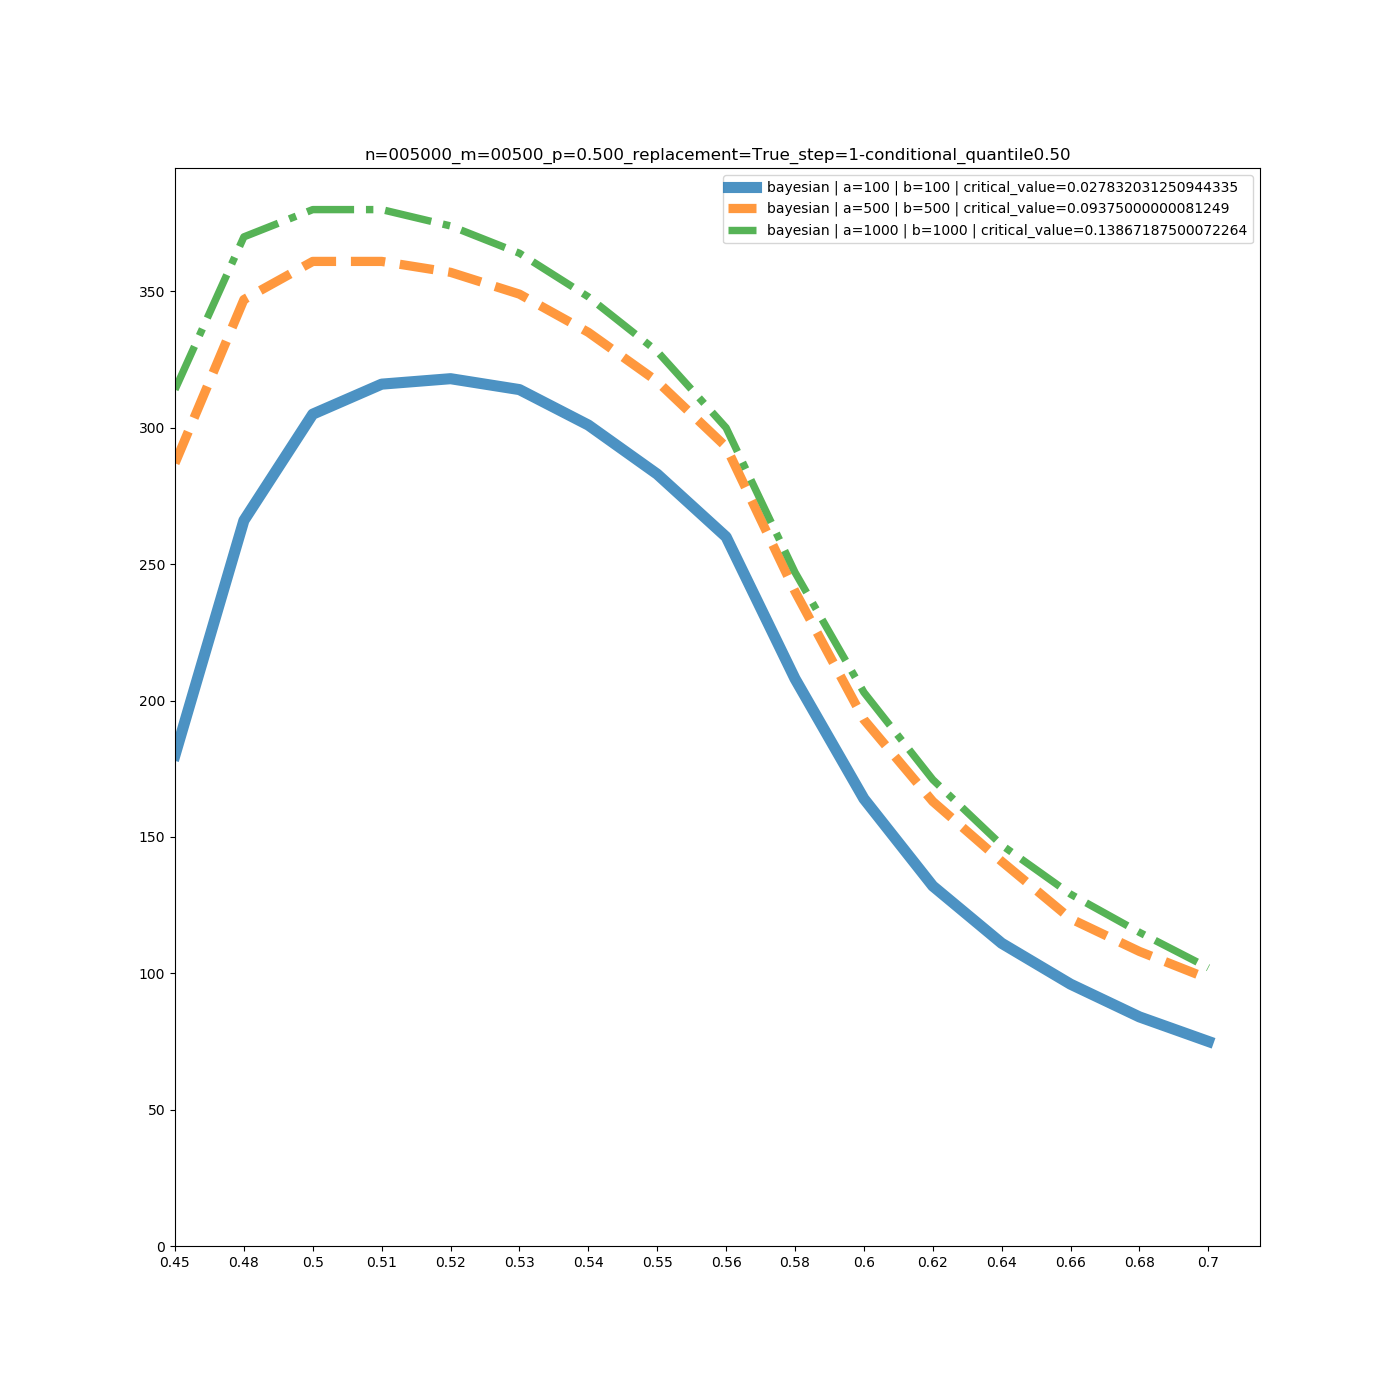 n=005000_m=00500_p=0.500_replacement=True_step=1-conditional_quantile0.50
bayesian | a=100 | b=100 | critical_value=0.027832031250944335
bayesian | a=500 | b=500 | critical_value=0.09375000000081249
bayesian | a=1000 | b=1000 | critical_value=0.13867187500072264
350
300
250
200
150
100
50
0
0.45 0.48 0.5 0.51 0.52 0.53 0.54 0.55 0.56 0.58 0.6 0.62 0.64 0.66 0.68 0.7